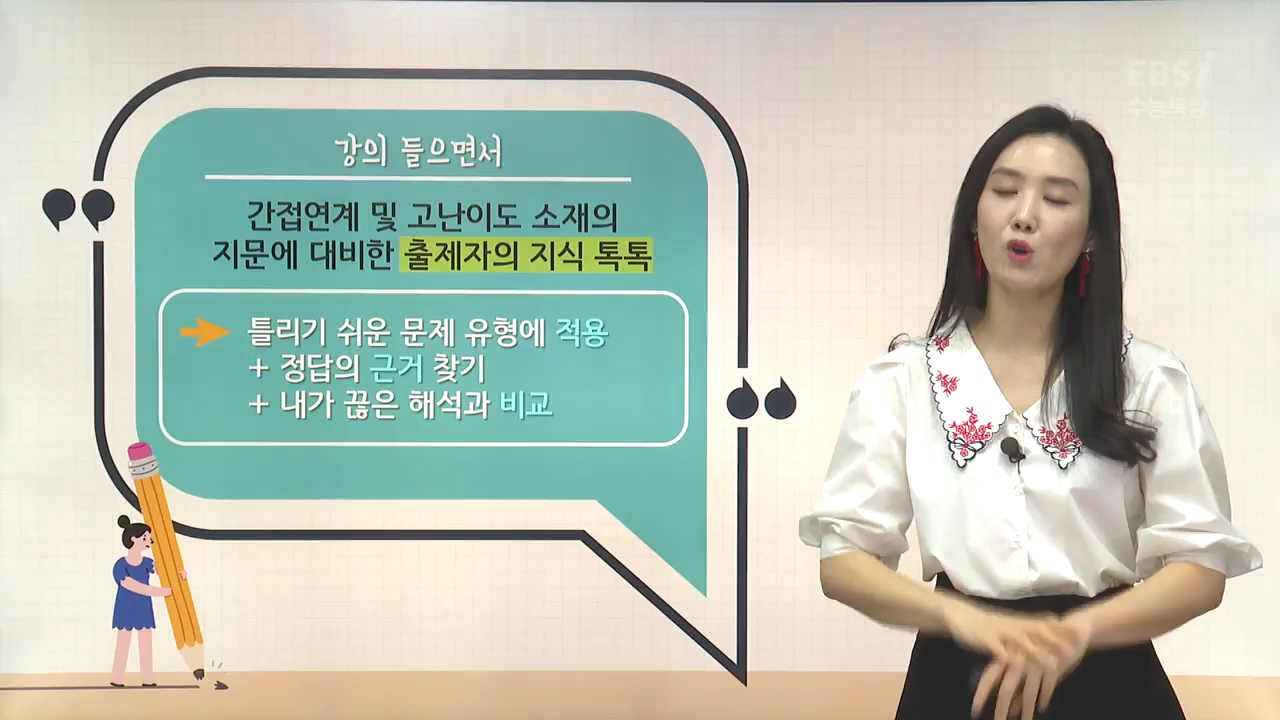 EBSi
수능특강
강의 들으면서
간접연계 및 고난이도 소재의
지문에 대비한 출제자의 지식 톡톡
틀리기 쉬운 문제 유형에 적용
+ 정답의 근거 찾기
+ 내가 끊은 해석과 비교